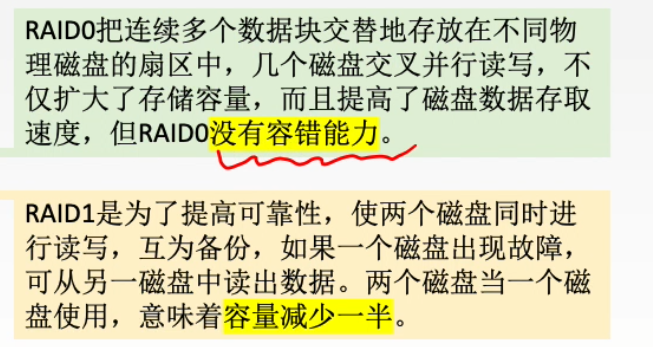 RAID0把连续多个数据块交替地存放在不同物
理磁盘的扇区中，几个磁盘交叉并行读写，不
仅扩大了存储容量，而且提高了磁盘数据存取
速度，但RAID0没有容错能力。
RAID1是为了提高可靠性，使两个磁盘同时进
行读写，互为备份，如果一个磁盘出现故障，
可从另一磁盘中读出数据。两个磁盘当一个磁
盘使用，意味着容量减少一半。